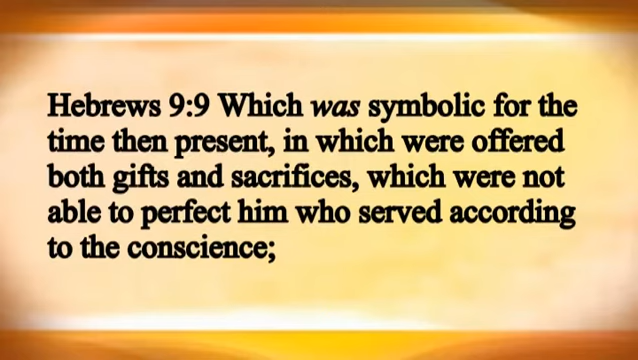 Hebrews 9:9 Which was symbolic for the
time then present, in which were offered
both gifts and sacrifices, which were not
able to perfect him who served according
to the conscience;